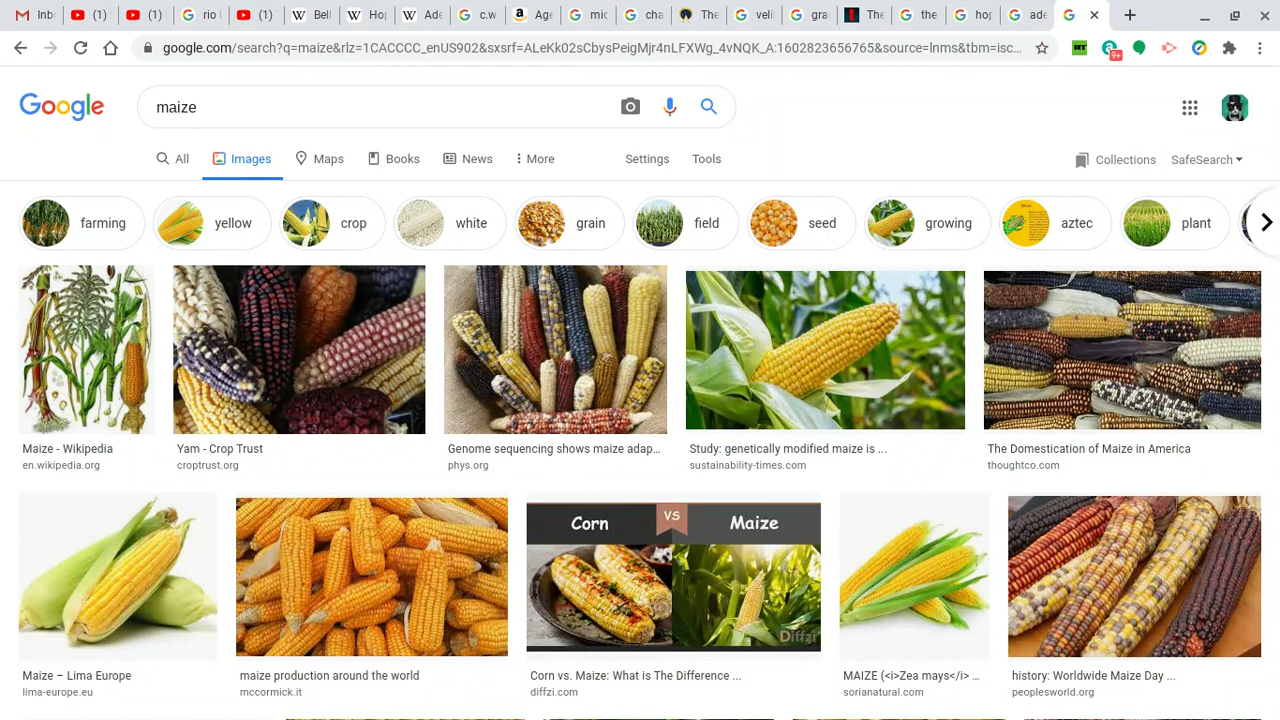 Inb
(1)
(1)
rio l
(1)
Bell
Hop
Ade
c.w
Age
mic
cha
The
veli
gra
The
the
hop
ade
google.com/search?q=maize&rlz=1CACCCC_enUS902&sxsrf=ALeKk02sCbysPeigMjr4nLFXWg_4vNQK_A:1602823656765&source=lnms&tbm=isc...
RT
9+
Google
maize
All
Images
Maps
Books
News
More
Settings
Tools
Collections
SafeSearch
farming
yellow
crop
white
grain
field
seed
growing
aztec
plant
Maize - Wikipedia
en.wikipedia.org
Yam - Crop Trust
croptrust.org
Genome sequencing shows maize adap...
phys.org
Study: genetically modified maize is ...
sustainability-times.com
The Domestication of Maize in America
thoughtco.com
Corn
VS
Maize
Diffzi
Maize – Lima Europe
lima-europe.eu
maize production around the world
mccormick.it
Corn vs. Maize: What is The Difference ...
diffzi.com
MAIZE (<i>Zea mays</i> ...
sorianatural.com
history: Worldwide Maize Day ...
peoplesworld.org